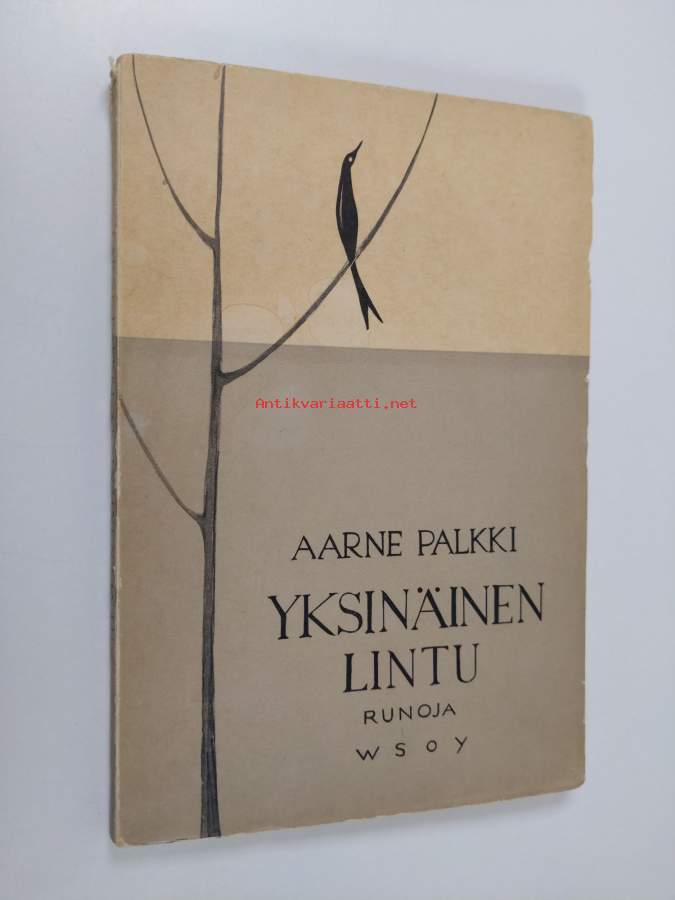 Antikvariaatti.net
AARNE PALKKI
YKSINÄINEN
LINTU
RUNOJA
WSOY